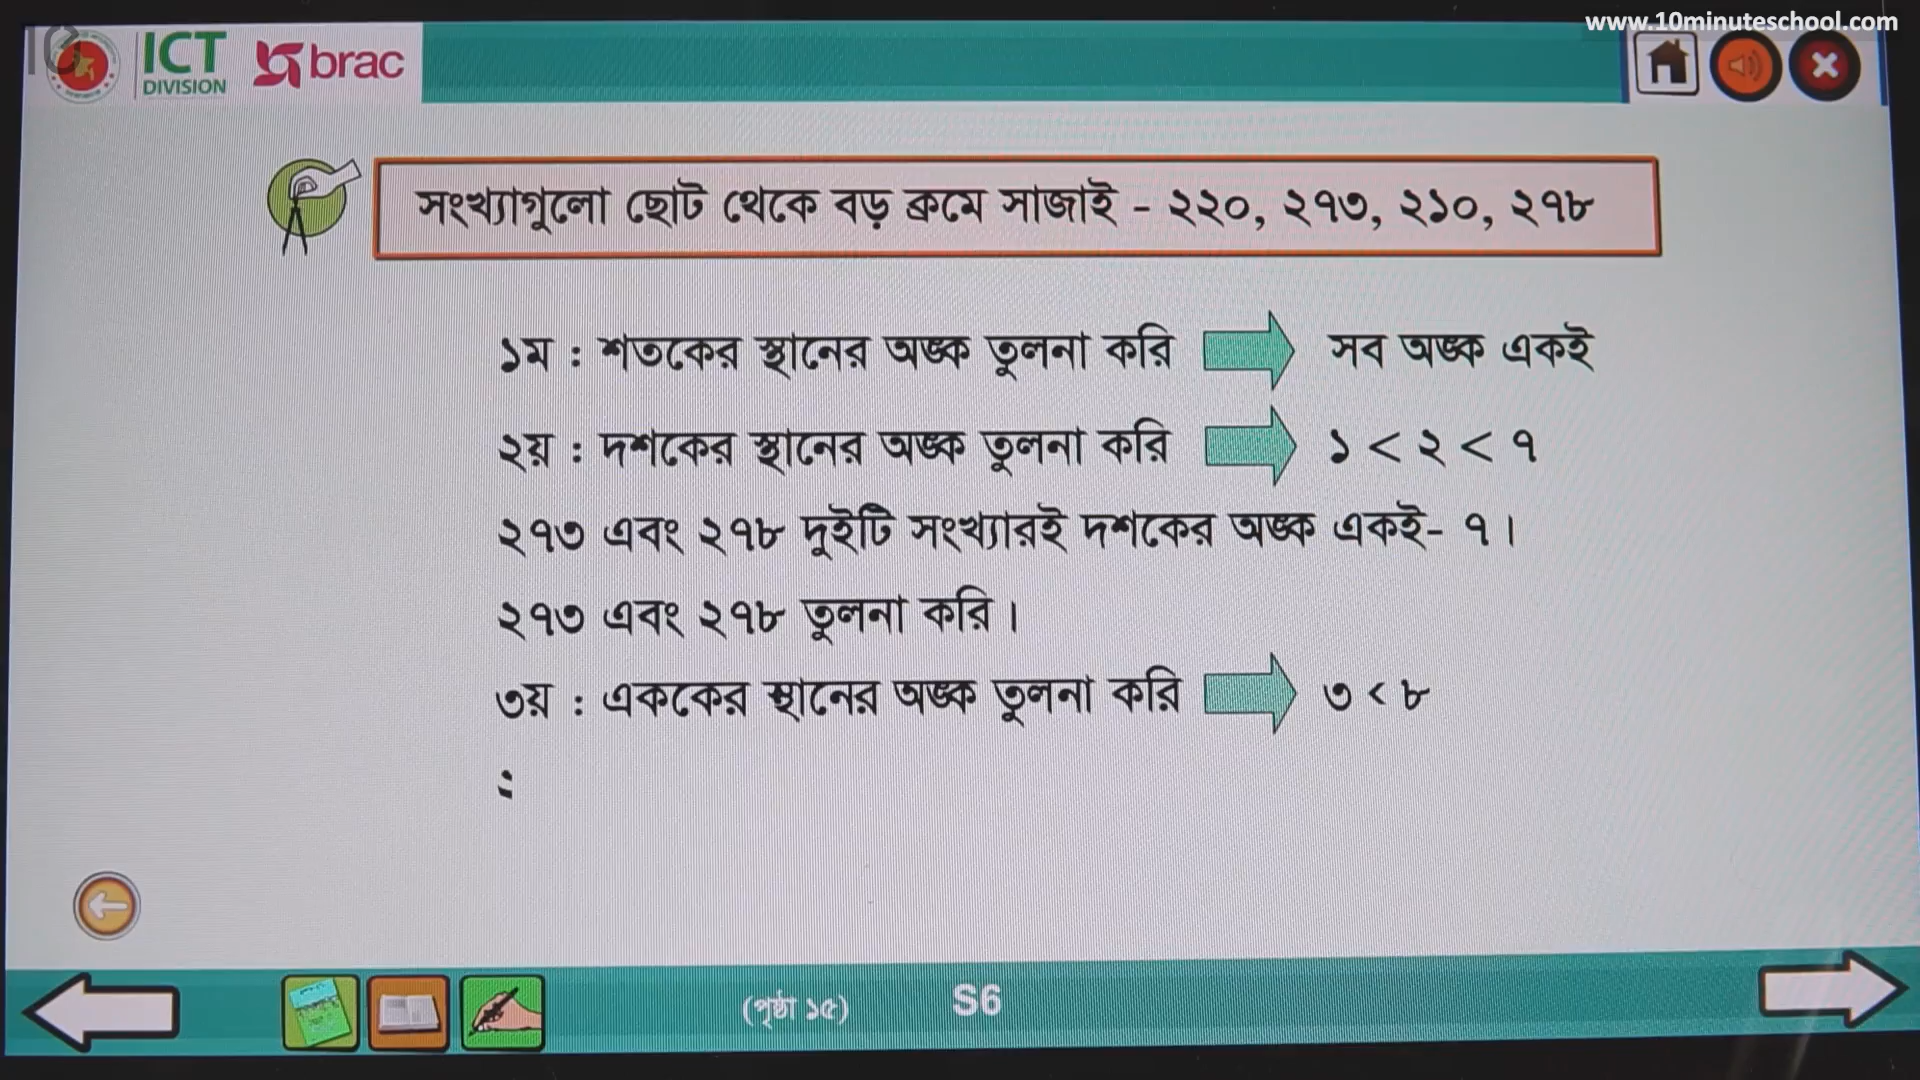 www.10minuteschool.com
ICT
DIVISION
brac
সংখ্যাগুলো ছোট থেকে বড় ক্রমে সাজাই - ২২০, ২৭৩, ২১০, ২৭৮
১ম : শতকের স্থানের অঙ্ক তুলনা করি সব অঙ্ক একই
২য় : দশকের স্থানের অঙ্ক তুলনা করি ১ < ২ < ৭
২৭৩ এবং ২৭৮ দুইটি সংখ্যারই দশকের অঙ্ক একই- ৭ ।
২৭৩ এবং ২৭৮ তুলনা করি ।
৩য় : এককের স্থানের অঙ্ক তুলনা করি ৩ < ৮
(পৃষ্ঠা ১৫) S6